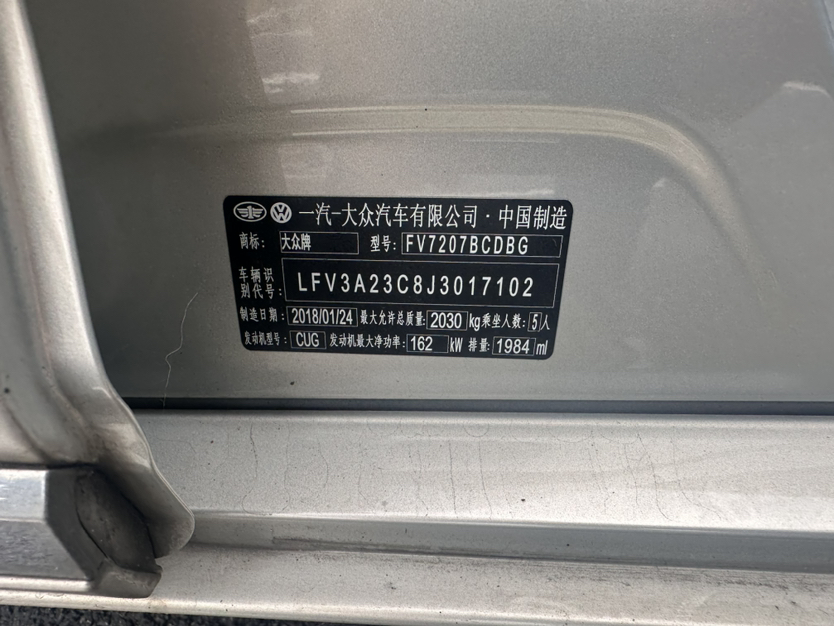 一汽-大众汽车有限公司·中国制造
商标: 大众牌 型号: FV7207BCDBG
车辆识别代号: LFV3A23C8J3017102
制造日期: 2018/01/24 最大允许总质量: 2030 kg 乘坐人数: 5 人
发动机型号: CUG 发动机最大净功率: 162 kW 排量: 1984 ml